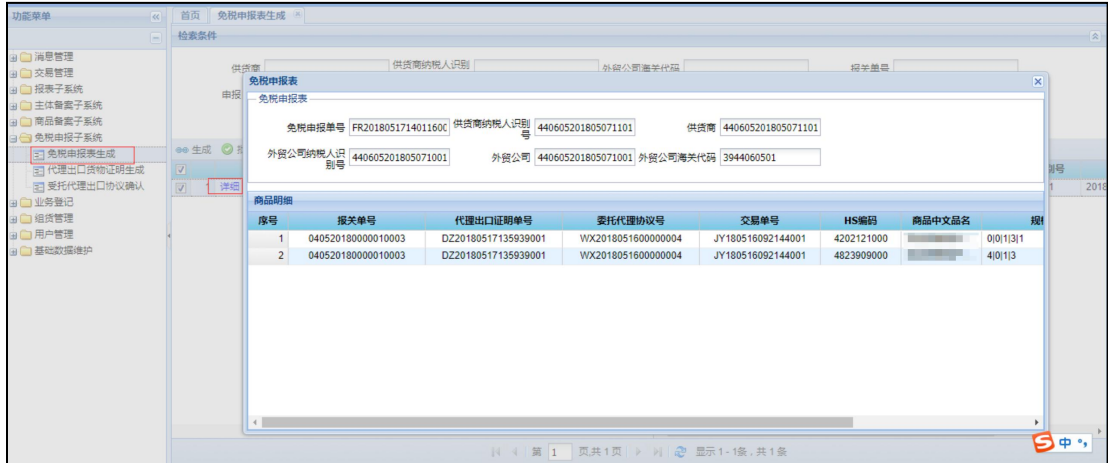 功能菜单
首页 免税申报表生成
检索条件
消息管理
交易管理
报表子系统
主体备案子系统
商品备案子系统
免税申报子系统
免税申报表生成
代理出口货物证明生成
受托代理出口协议确认
业务登记
组货管理
用户管理
基础数据维护
供货商 供货商纳税人识别 外贸公司海关代码 报关单号
申报
生成
详细
别号
2018
免税申报表
免税申报表
免税申报单号 FR20180517140116 供货商纳税人识别号 440605201805071101 供货商 440605201805071101
外贸公司纳税人识别号 440605201805071001 外贸公司 440605201805071001 外贸公司海关代码 3944060501
商品明细
序号 报关单号 代理出口证明单号 委托代理协议号 交易单号 HS编码 商品中文品名 规
1 040520180000010003 DZ20180517135939001 WX2018051600000004 JY180516092144001 4202121000 0|0|1|3|1
2 040520180000010003 DZ20180517135939001 WX2018051600000004 JY180516092144001 4823909000 4|0|1|3
第 1 页,共1页 显示1-1条,共1条
中